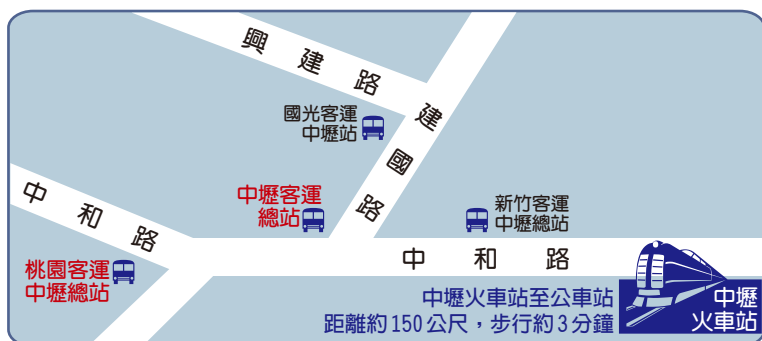 興建路
建國路
國光客運
中壢站
中和路
中壢客運
總站
新竹客運
中壢總站
中和路
桃園客運
中壢總站
中壢火車站至公車站
距離約150公尺，步行約3分鐘
中壢
火車站